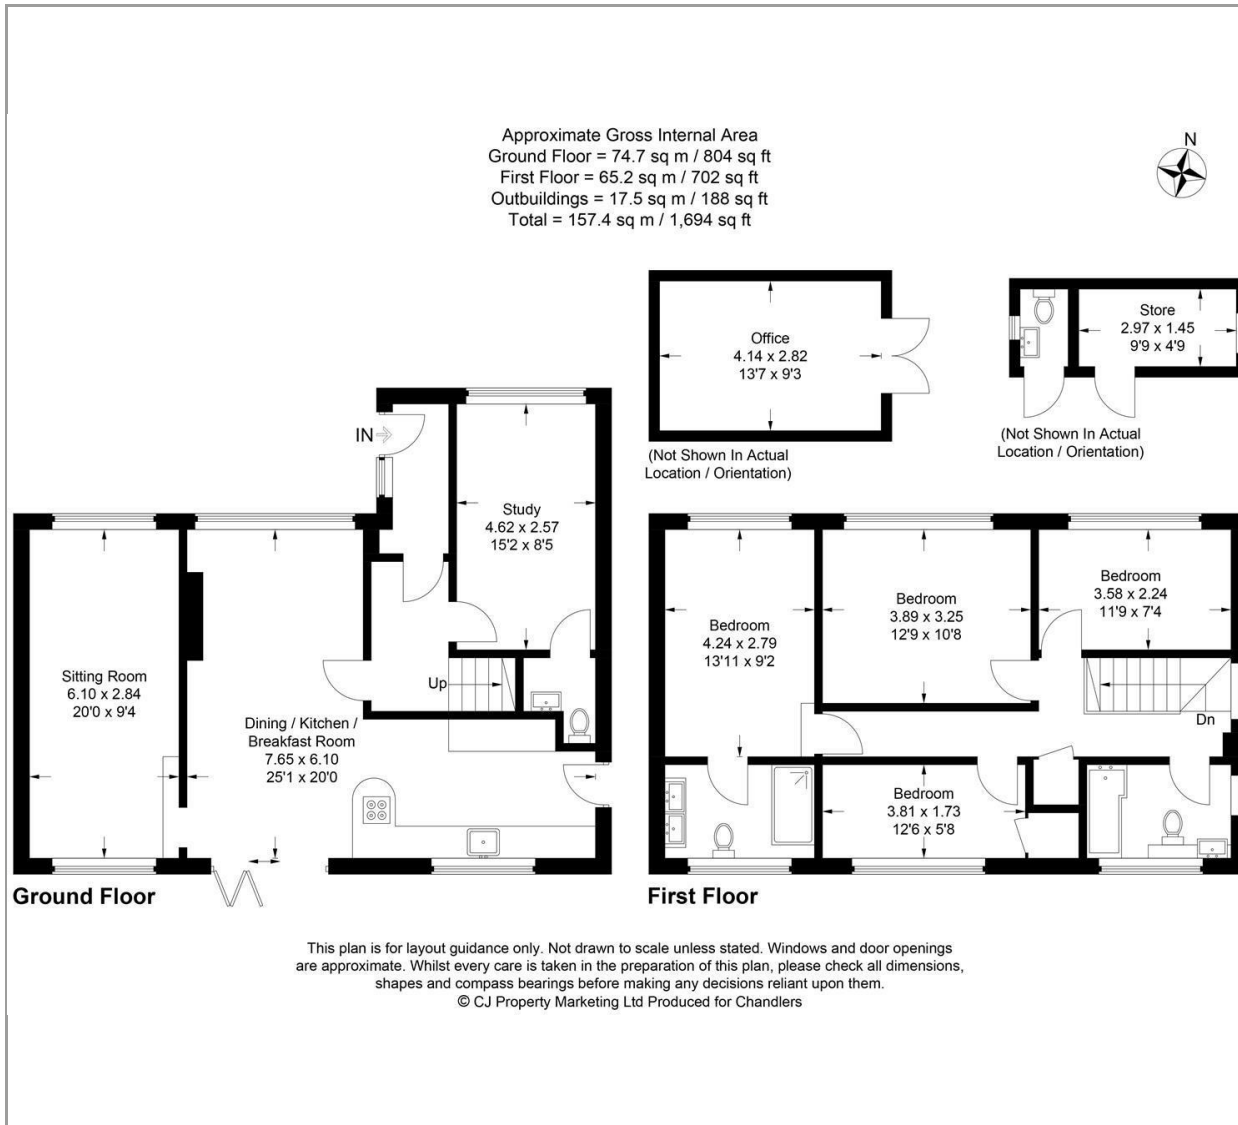 Approximate Gross Internal Area
Ground Floor = 74.7 sq m / 804 sq ft
First Floor = 65.2 sq m / 702 sq ft
Outbuildings = 17.5 sq m / 188 sq ft
Total = 157.4 sq m / 1,694 sq ft
N
Office
4.14 x 2.82
13'7 x 9'3
(Not Shown In Actual
Location / Orientation)
Store
2.97 x 1.45
9'9 x 4'9
(Not Shown In Actual
Location / Orientation)
IN
Study
4.62 x 2.57
15'2 x 8'5
Sitting Room
6.10 x 2.84
20'0 x 9'4
Up
Dining / Kitchen /
Breakfast Room
7.65 x 6.10
25'1 x 20'0
Ground Floor
Bedroom
4.24 x 2.79
13'11 x 9'2
Bedroom
3.89 x 3.25
12'9 x 10'8
Bedroom
3.58 x 2.24
11'9 x 7'4
Dn
Bedroom
3.81 x 1.73
12'6 x 5'8
First Floor
This plan is for layout guidance only. Not drawn to scale unless stated. Windows and door openings
are approximate. Whilst every care is taken in the preparation of this plan, please check all dimensions,
shapes and compass bearings before making any decisions reliant upon them.
© CJ Property Marketing Ltd Produced for Chandlers